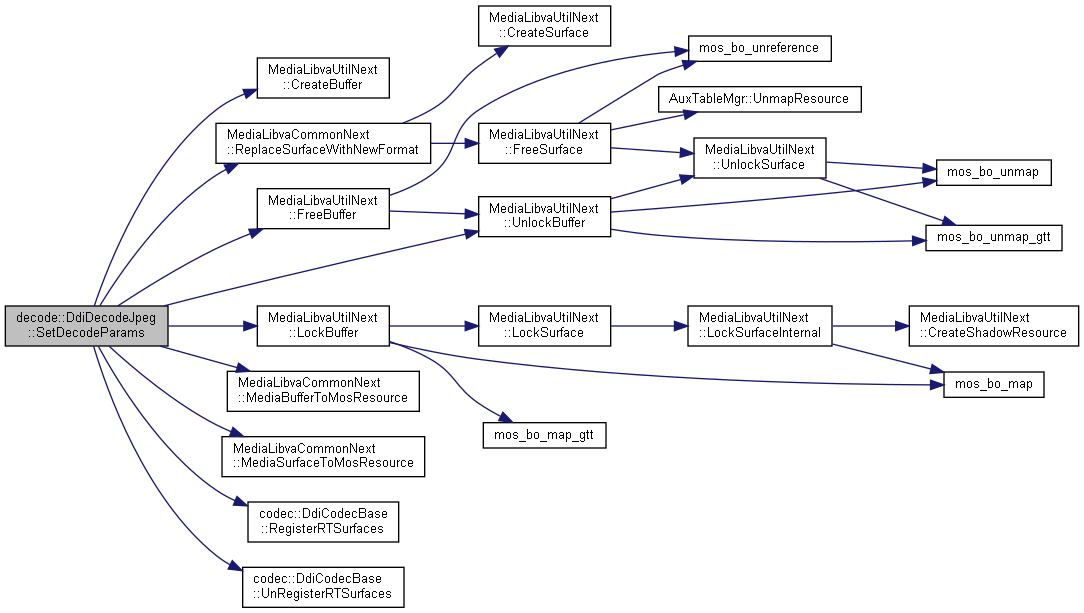 decode::DdiDecodeJpeg
::SetDecodeParams
MediaLibvaUtilNext
::CreateBuffer
MediaLibvaCommonNext
::ReplaceSurfaceWithNewFormat
MediaLibvaUtilNext
::FreeBuffer
MediaLibvaUtilNext
::LockBuffer
MediaLibvaCommonNext
::MediaBufferToMosResource
MediaLibvaCommonNext
::MediaSurfaceToMosResource
codec::DdiCodecBase
::RegisterRTSurfaces
codec::DdiCodecBase
::UnRegisterRTSurfaces
MediaLibvaUtilNext
::CreateSurface
MediaLibvaUtilNext
::FreeSurface
MediaLibvaUtilNext
::UnlockBuffer
MediaLibvaUtilNext
::LockSurface
mos_bo_map_gtt
mos_bo_unreference
AuxTableMgr::UnmapResource
MediaLibvaUtilNext
::UnlockSurface
MediaLibvaUtilNext
::LockSurfaceInternal
mos_bo_unmap
mos_bo_unmap_gtt
MediaLibvaUtilNext
::CreateShadowResource
mos_bo_map